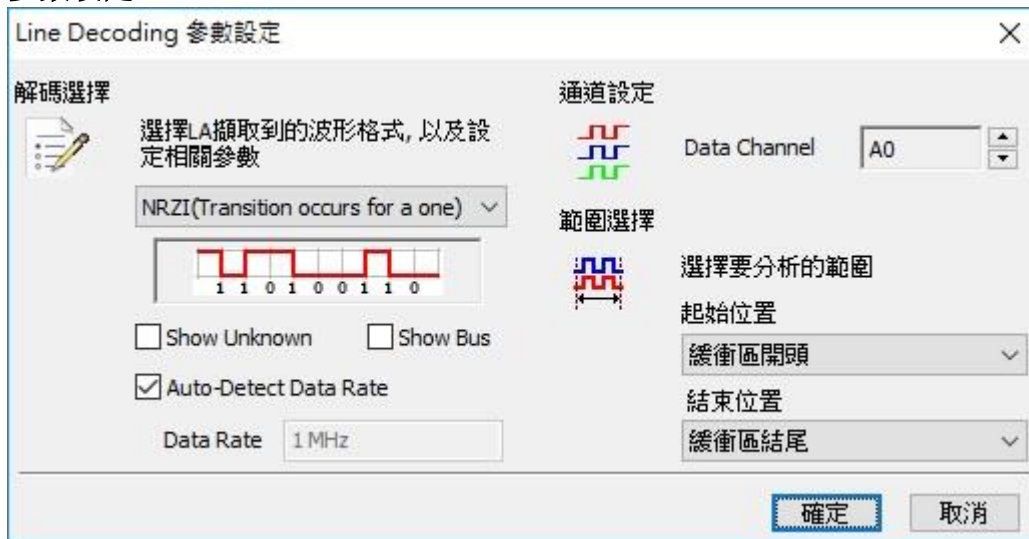 Line Decoding 參數設定
解碼選擇
選擇LA擷取到的波形格式, 以及設
定相關參數
NRZI(Transition occurs for a one)
1 1 0 1 0 0 1 1 0
Show Unknown
Show Bus
Auto-Detect Data Rate
Data Rate 1 MHz
通道設定
Data Channel A0
範圍選擇
選擇要分析的範圍
起始位置
緩衝區開頭
結束位置
緩衝區結尾
確定
取消